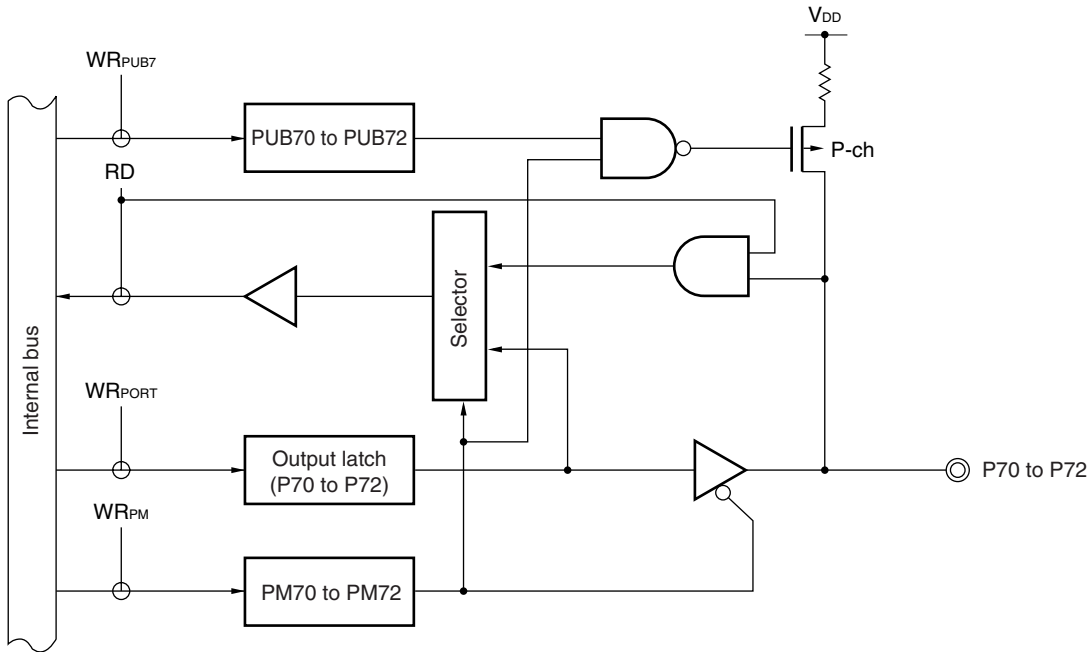 VDD
WRPUB7
PUB70 to PUB72
P-ch
RD
Selector
Internal bus
WRPORT
Output latch
(P70 to P72)
P70 to P72
WRPM
PM70 to PM72